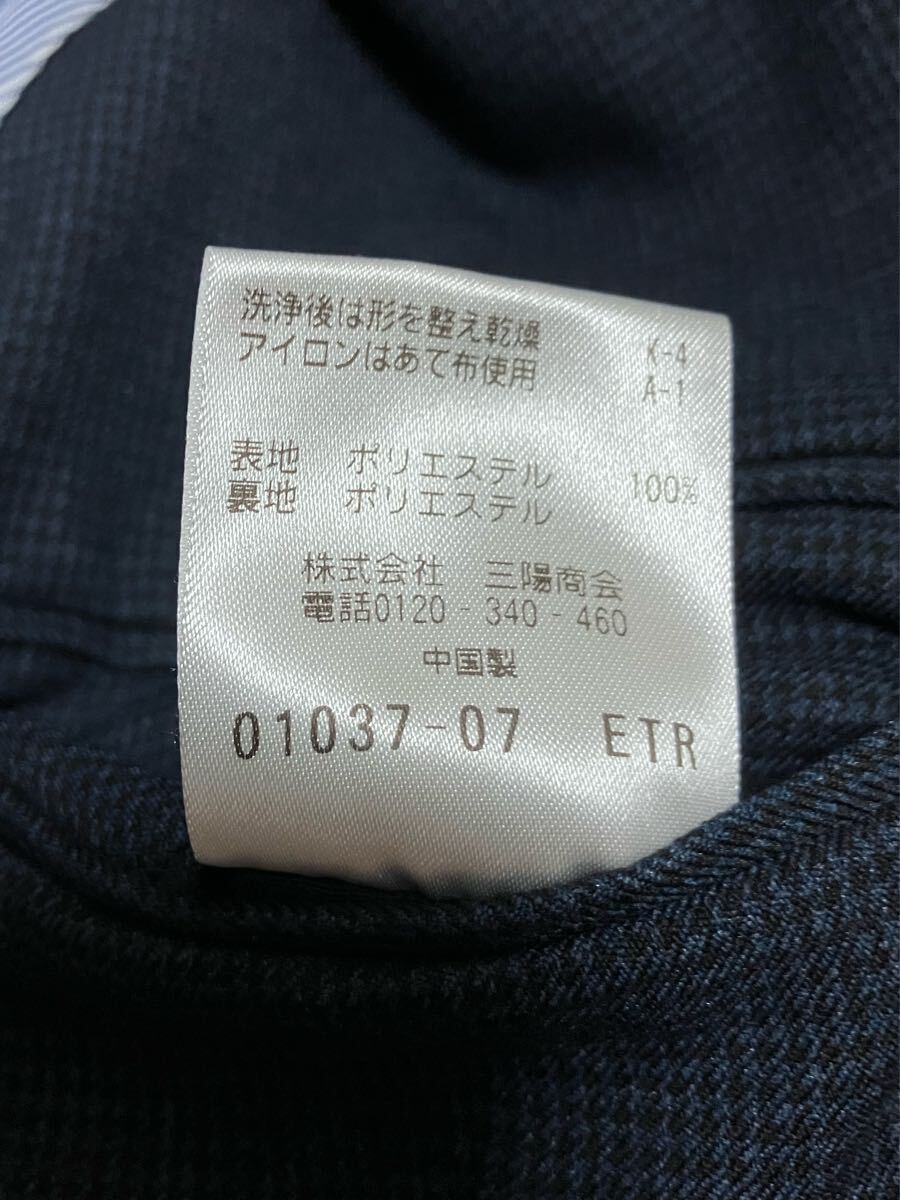 洗浄後は形を整え乾燥 K-4
アイロンはあて布使用 A-1
表地 ポリエステル 100%
裏地 ポリエステル
株式会社 三陽商会
電話0120-340-460
中国製
01037-07 ETR